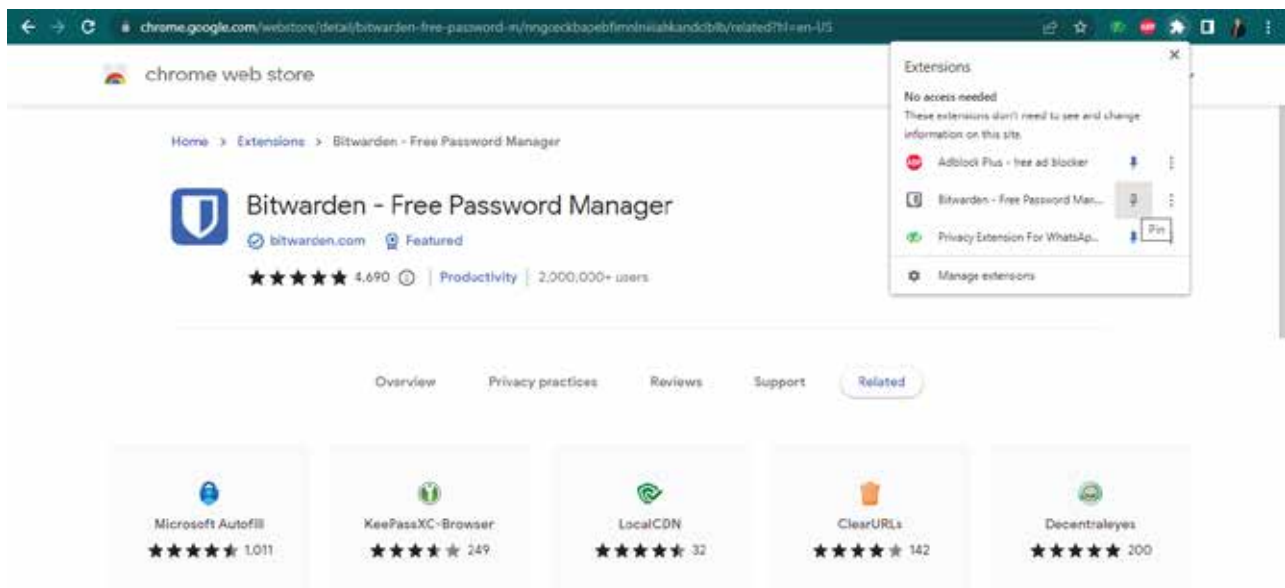 chrome.google.com/webstore/detail/bitwarden-free-password-m/nngceckbapebfimnlniiiahkandclblb/related?hl=en-US
chrome web store
Extensions
No access needed
These extensions don't need to see and change
information on this site.
ABP Adblock Plus - free ad blocker
Bitwarden - Free Password Man...
Privacy Extension For WhatsAp...
Pin
Manage extensions
Home > Extensions > Bitwarden - Free Password Manager
Bitwarden - Free Password Manager
bitwarden.com Featured
4,690 Productivity 2,000,000+ users
Overview Privacy practices Reviews Support Related
Microsoft Autofill KeePassXC-Browser LocalCDN ClearURLs Decentraleyes
1,011 249 32 142 200